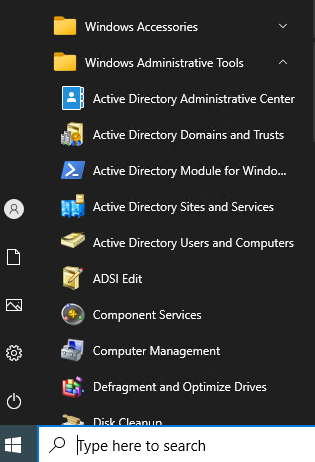 Windows Accessories
Windows Administrative Tools
Active Directory Administrative Center
Active Directory Domains and Trusts
Active Directory Module for Windo...
Active Directory Sites and Services
Active Directory Users and Computers
ADSI Edit
Component Services
Computer Management
Defragment and Optimize Drives
Disk Cleanup
Type here to search